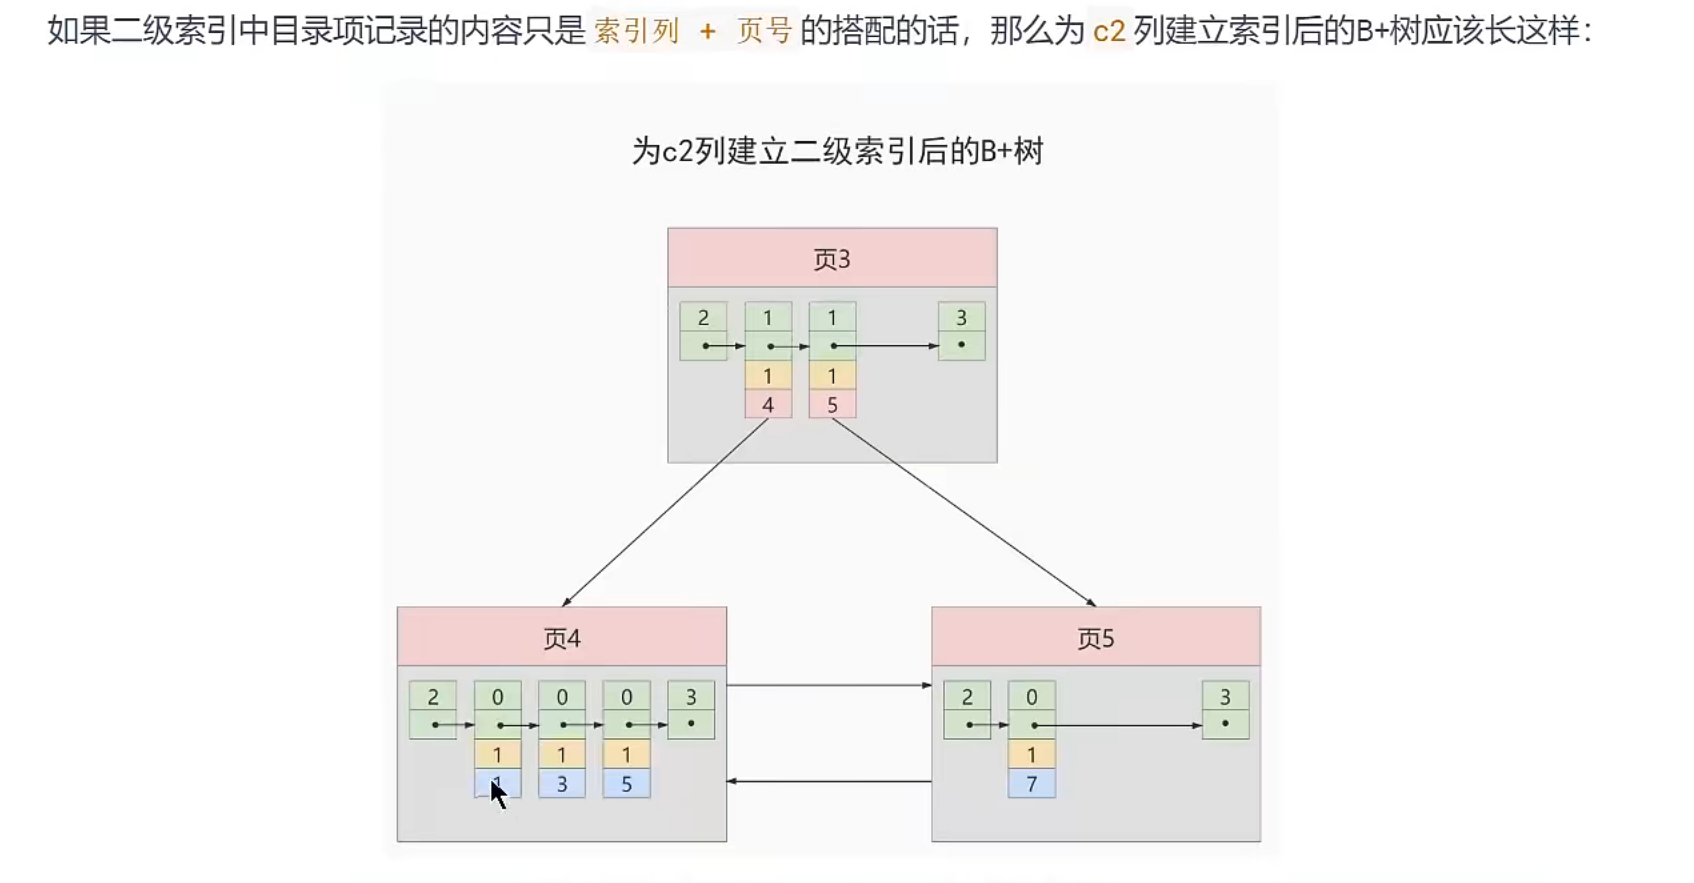 如果二级索引中目录项记录的内容只是 索引列 + 页号 的搭配的话，那么为 c2 列建立索引后的B+树应该长这样：
为c2列建立二级索引后的B+树
页3
2 1 1 3
1 1
4 5
页4 页5
2 0 0 0 3 2 0 3
1 1 1 1
1 3 5 7